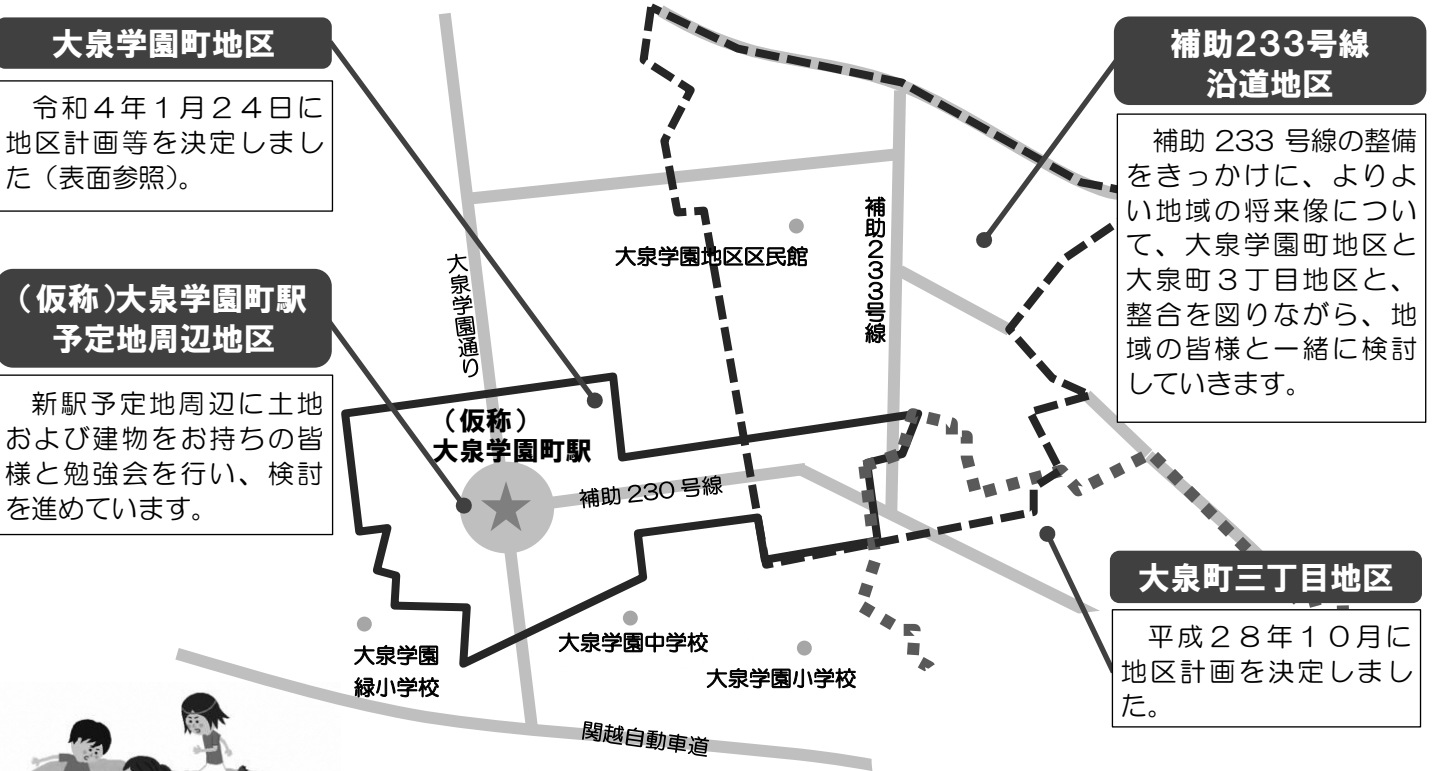 大泉学園町地区
令和４年１月２４日に
地区計画等を決定しまし
た（表面参照）。
（仮称）大泉学園町駅
予定地周辺地区
新駅予定地周辺に土地
および建物をお持ちの皆
様と勉強会を行い、検討
を進めています。
補助233号線
沿道地区
補助 233 号線の整備
をきっかけに、よりよ
い地域の将来像につい
て、大泉学園町地区と
大泉町３丁目地区と、
整合を図りながら、地
域の皆様と一緒に検討
していきます。
大泉町三丁目地区
平成２８年１０月に
地区計画を決定しまし
た。
大泉学園通り
大泉学園地区区民館
補助２３３号線
（仮称）
大泉学園町駅
補助 230 号線
大泉学園
緑小学校
大泉学園中学校
大泉学園小学校
関越自動車道